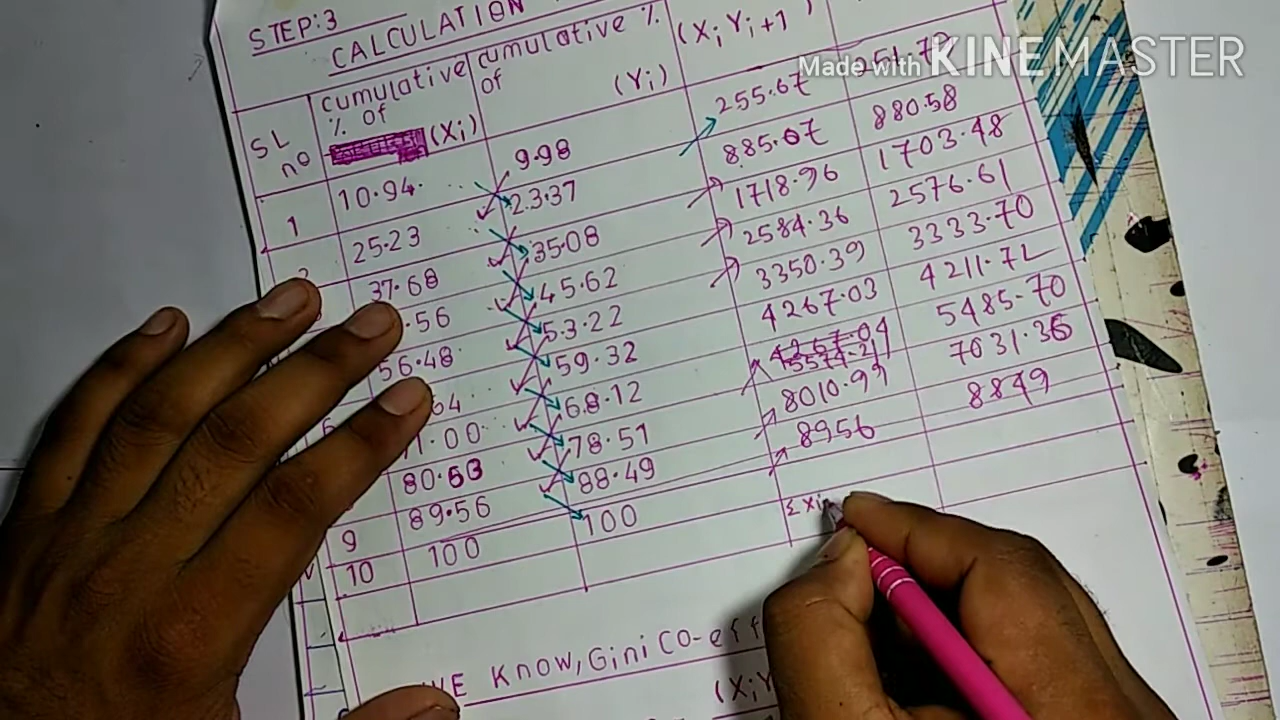 STEP:3
CALCULATION
Made with KINEMASTER
SL no cumulative % of (Xi) cumulative % of (Yi) (XiYi+1
1 10.94 9.98 255.67
25.23 23.37 885.07 880.58
37.68 35.08 1718.96 1703.48
.56 45.62 2584.36 2576.61
56.48 53.22 3350.39 3333.70
64 59.32 4267.03 4211.72
1.00 68.12 5485.70
80.63 78.51 8010.99 7031.36
9 89.56 88.49 8956 8849
10 100 100 Σxi
WE KNOW, Gini CO-eff
(XiY